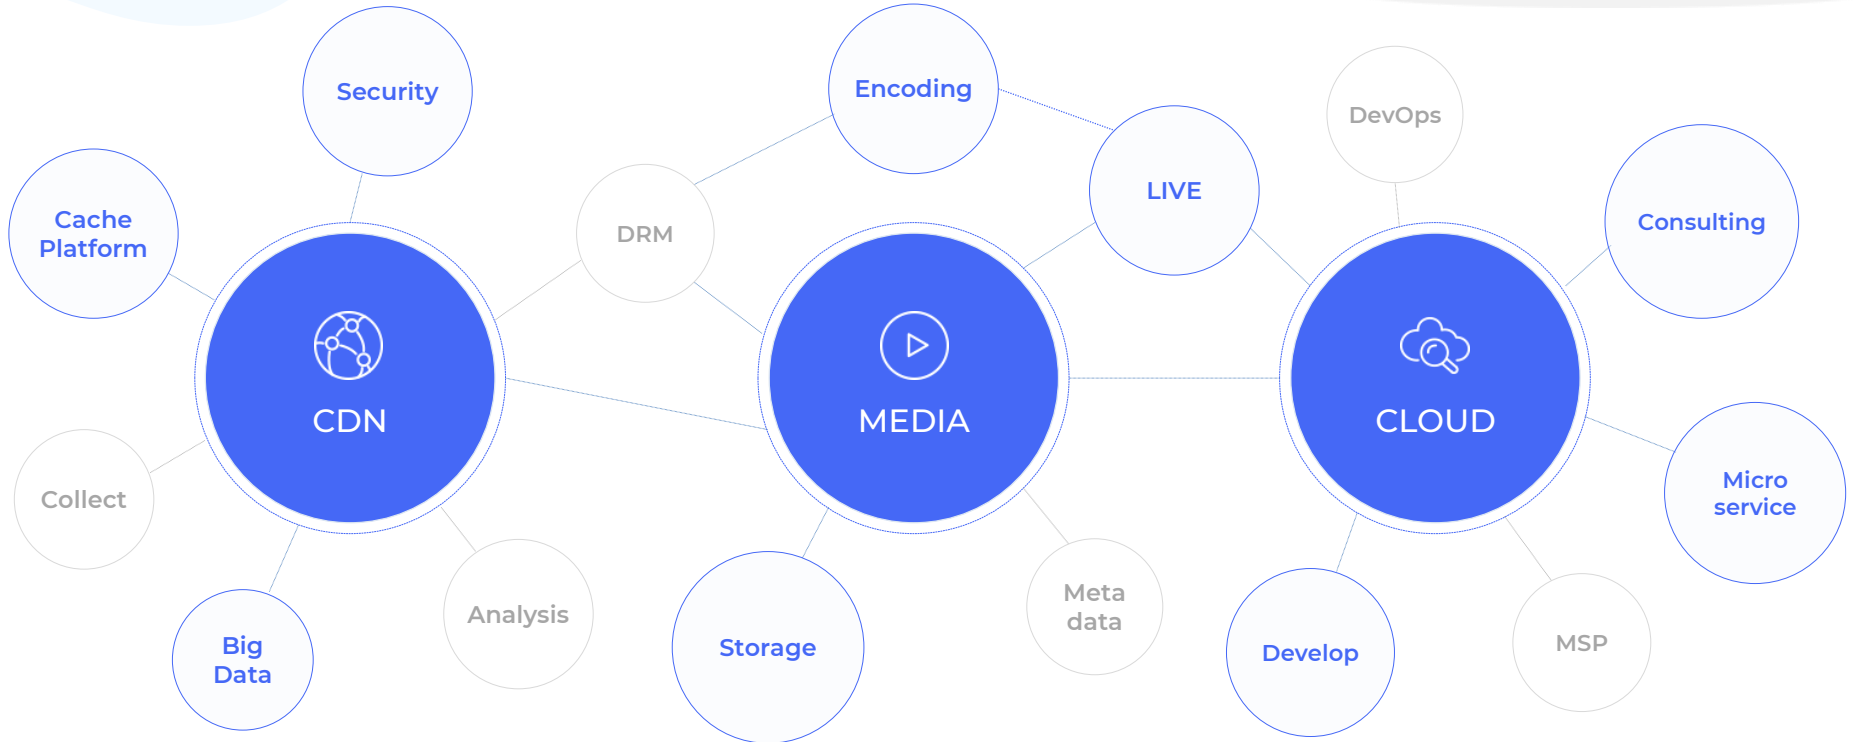 Security
Encoding
DevOps
LIVE
Cache
Platform
DRM
Consulting
CDN
MEDIA
CLOUD
Collect
Micro
service
Analysis
Meta
data
Big
Data
Storage
Develop
MSP